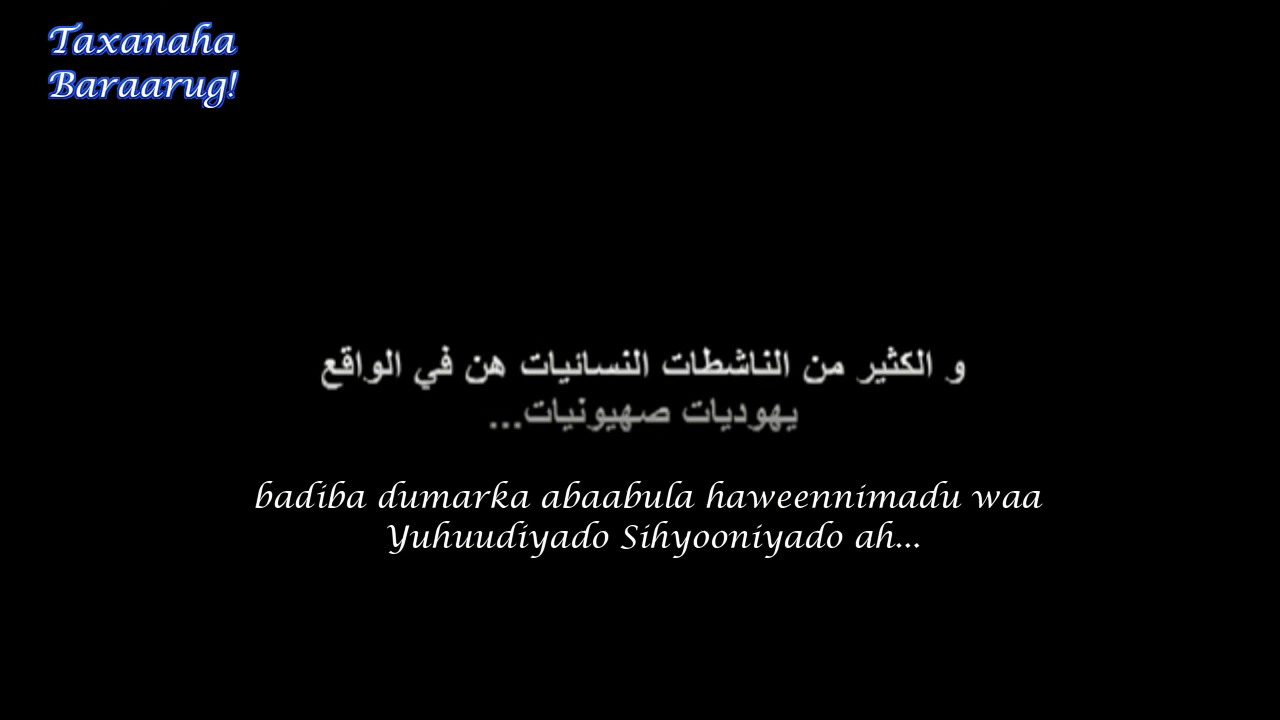 Taxanaha
Baraarug!
و الكثير من الناشطات النسائيات هن في الواقع
يهوديات صهيونيات...
badiba dumarka abaabula haweennimadu waa
Yuhuudiyado Sihyooniyado ah...